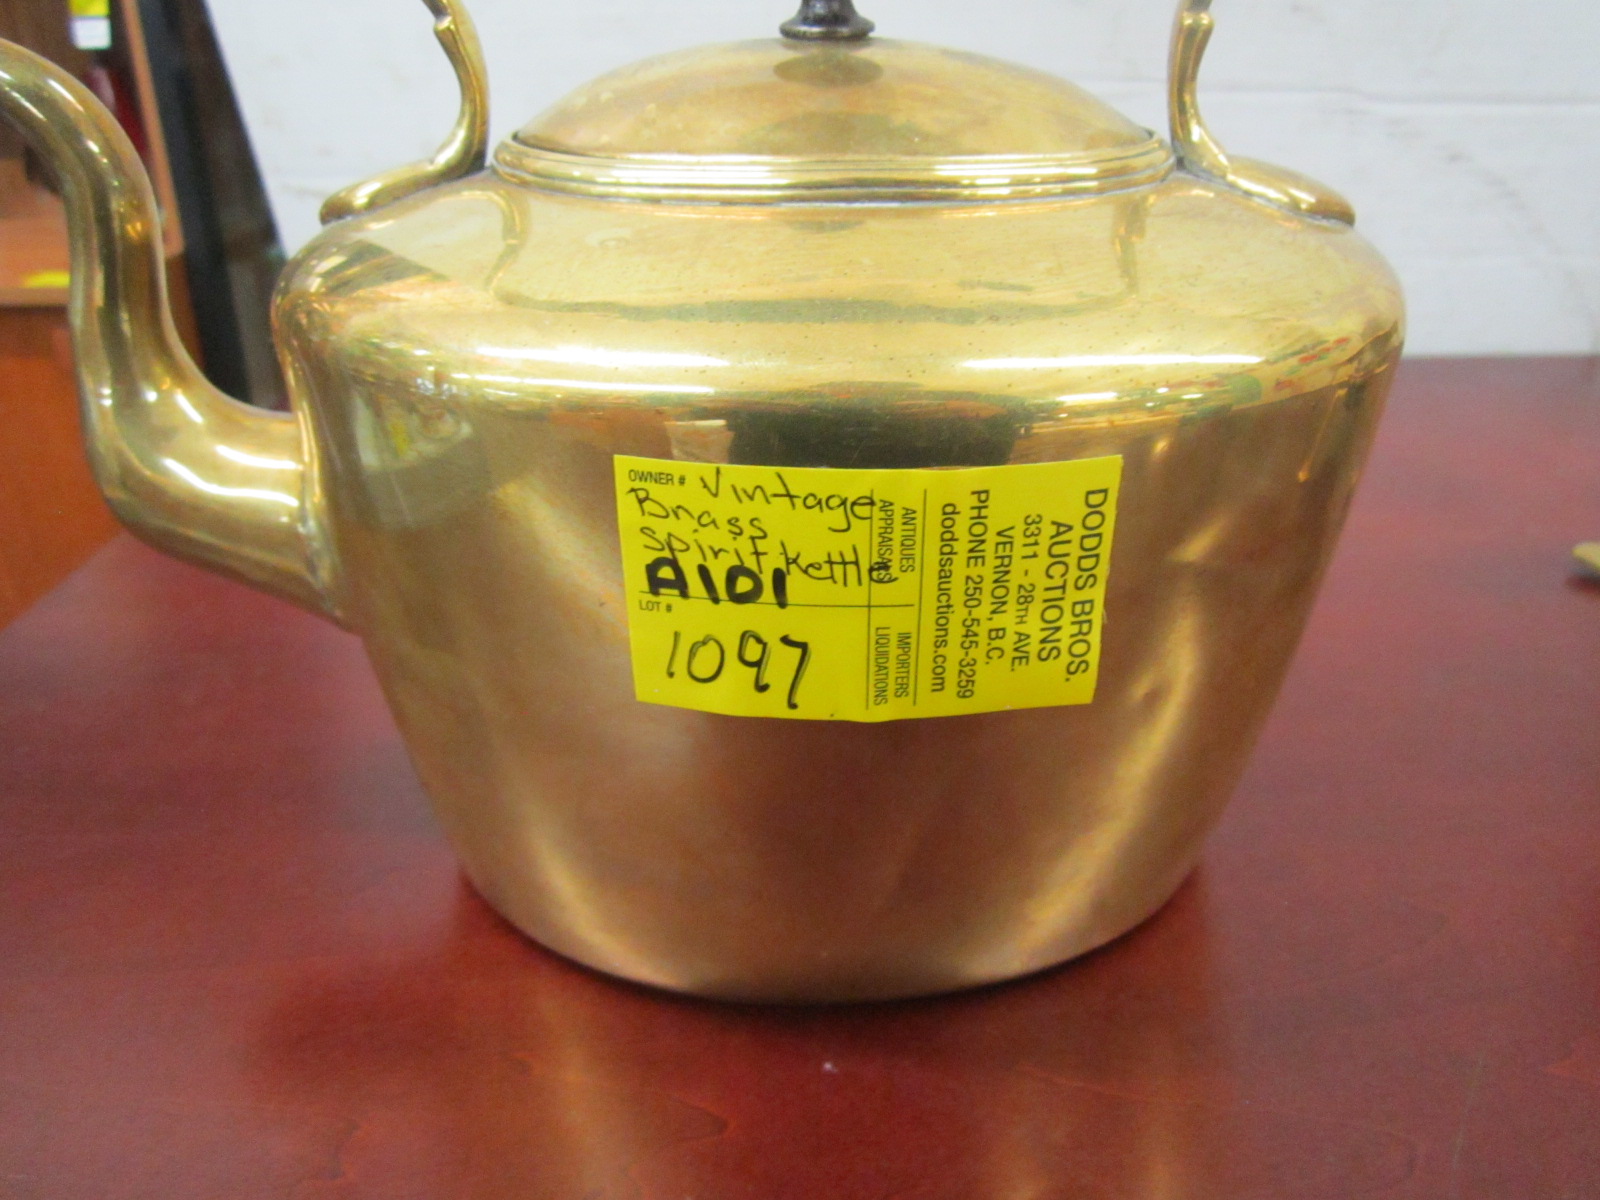 OWNER # Vintage
Brass
Spirit Kettle
A101
LOT #
1097
ANTIQUES
APPRAISALS
IMPORTERS
LIQUIDATIONS
DODDS BROS.
AUCTIONS
3311 - 28TH AVE.
VERNON, B.C.
PHONE 250-545-3259
doddsauctions.com